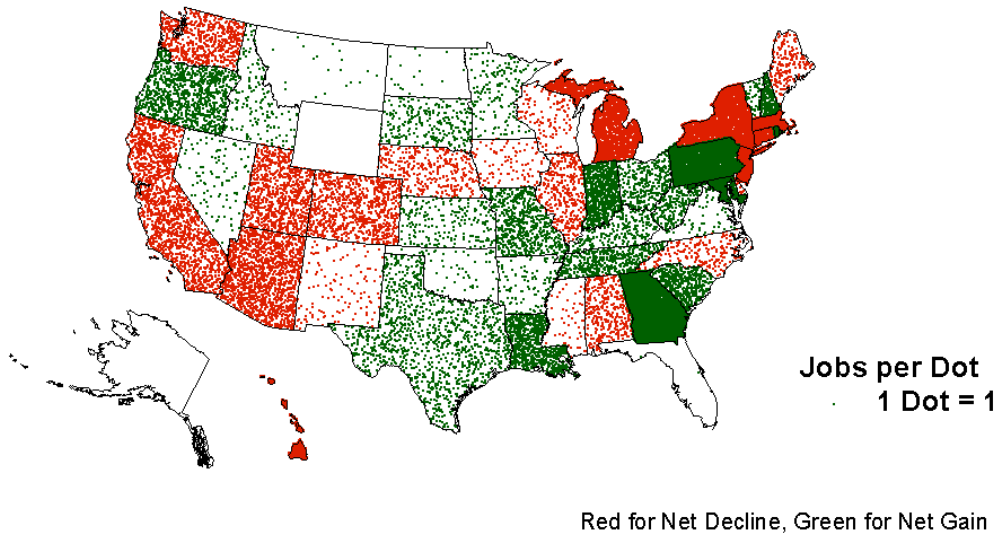 Jobs per Dot
1 Dot = 1
Red for Net Decline, Green for Net Gain